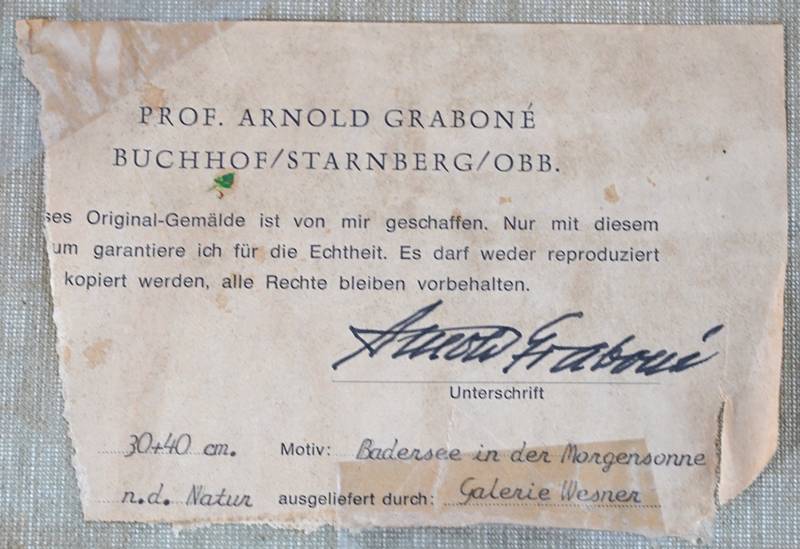 PROF. ARNOLD GRABONÉ
BUCHHOF/STARNBERG/OBB.
ses Original-Gemälde ist von mir geschaffen. Nur mit diesem
um garantiere ich für die Echtheit. Es darf weder reproduziert
kopiert werden, alle Rechte bleiben vorbehalten.
Arnold Graboné
Unterschrift
30+40 cm. Motiv: Badersee in der Morgensonne
n.d. Natur ausgeliefert durch: Galerie Wesner